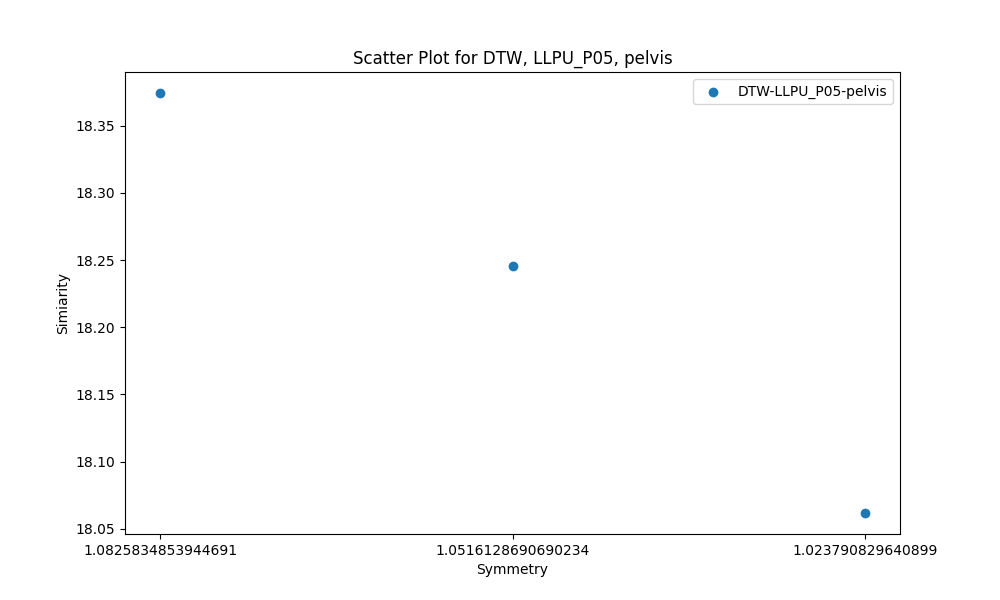 Scatter Plot for DTW, LLPU_P05, pelvis
DTW-LLPU_P05-pelvis
18.35
18.30
18.25
18.20
18.15
18.10
18.05
Simiarity
1.0825834853944691
1.0516128690690234
1.023790829640899
Symmetry